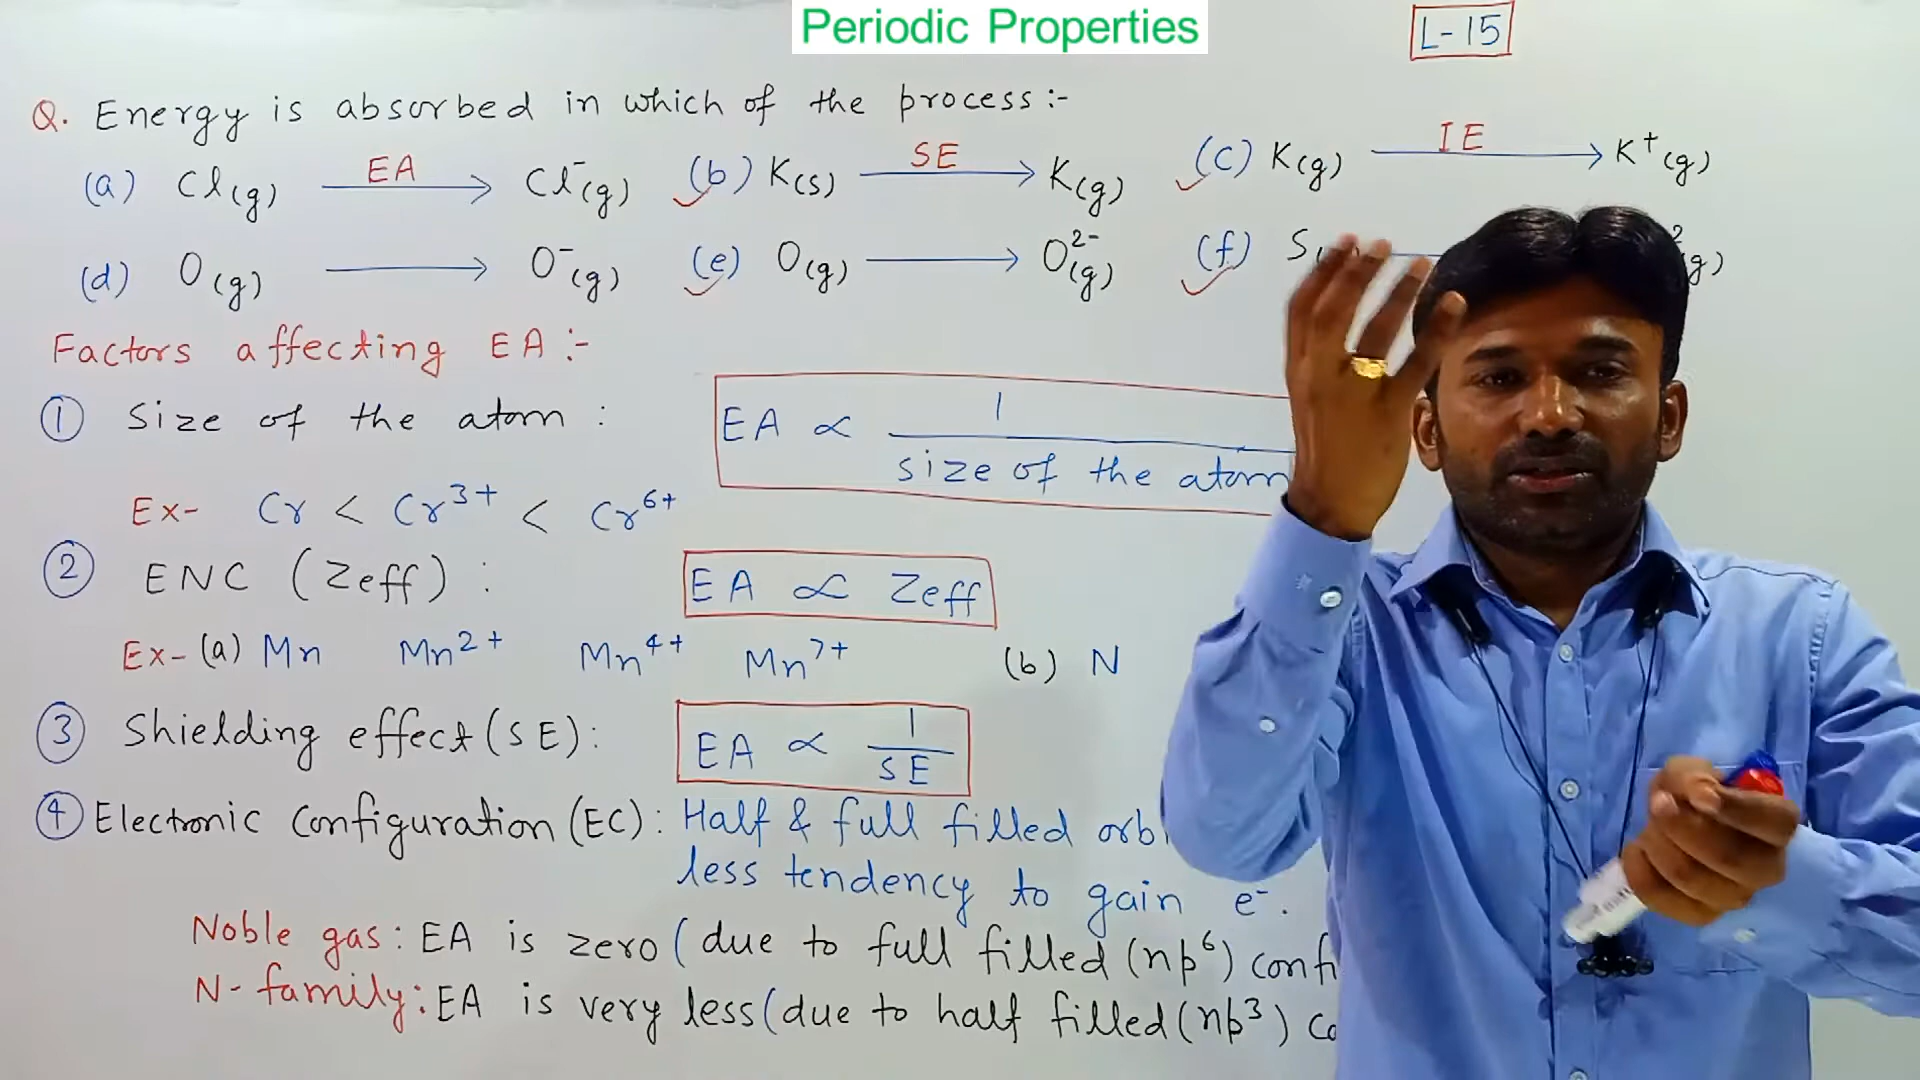 Periodic Properties
L-15
Q. Energy is absorbed in which of the process :-
(a) Cl(g) EA → Cl⁻(g) (b) K(s) SE → K(g) (C) K(g) IE → K⁺(g)
(d) O(g) → O⁻(g) (e) O(g) → O²⁻(g) (f) S
Factors affecting EA :-
① Size of the atom : EA ∝ 1 / size of the atom
Ex- Cr < Cr³⁺ < Cr⁶⁺
② ENC (Zeff) : EA ∝ Zeff
Ex- (a) Mn Mn²⁺ Mn⁴⁺ Mn⁷⁺ (b) N
③ Shielding effect (SE) : EA ∝ 1 / SE
④ Electronic Configuration (EC) : Half & full filled
less tendency to gain e⁻.
Noble gas : EA is zero (due to full filled (np⁶)
N-family : EA is very less (due to half filled (np³)